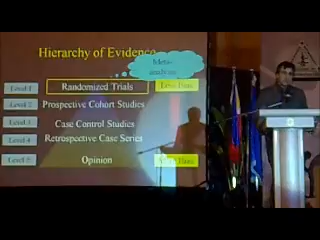 Hierarchy of Evidence
Meta-
analyses
Level 1
Randomized Trials
Less Bias
Level 2
Prospective Cohort Studies
Level 3
Case Control Studies
Level 4
Retrospective Case Series
Level 5
Opinion
More Bias